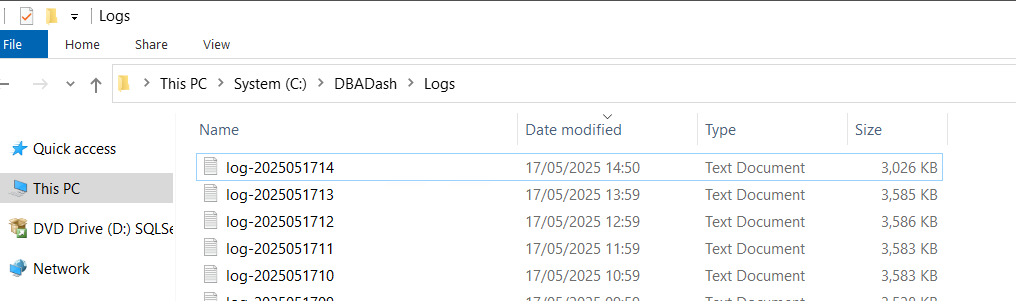 Logs
File Home Share View
This PC System (C:) DBADash Logs
Name Date modified Type Size
Quick access
This PC
DVD Drive (D:) SQLSe
Network
log-2025051714 17/05/2025 14:50 Text Document 3,026 KB
log-2025051713 17/05/2025 13:59 Text Document 3,585 KB
log-2025051712 17/05/2025 12:59 Text Document 3,586 KB
log-2025051711 17/05/2025 11:59 Text Document 3,583 KB
log-2025051710 17/05/2025 10:59 Text Document 3,583 KB